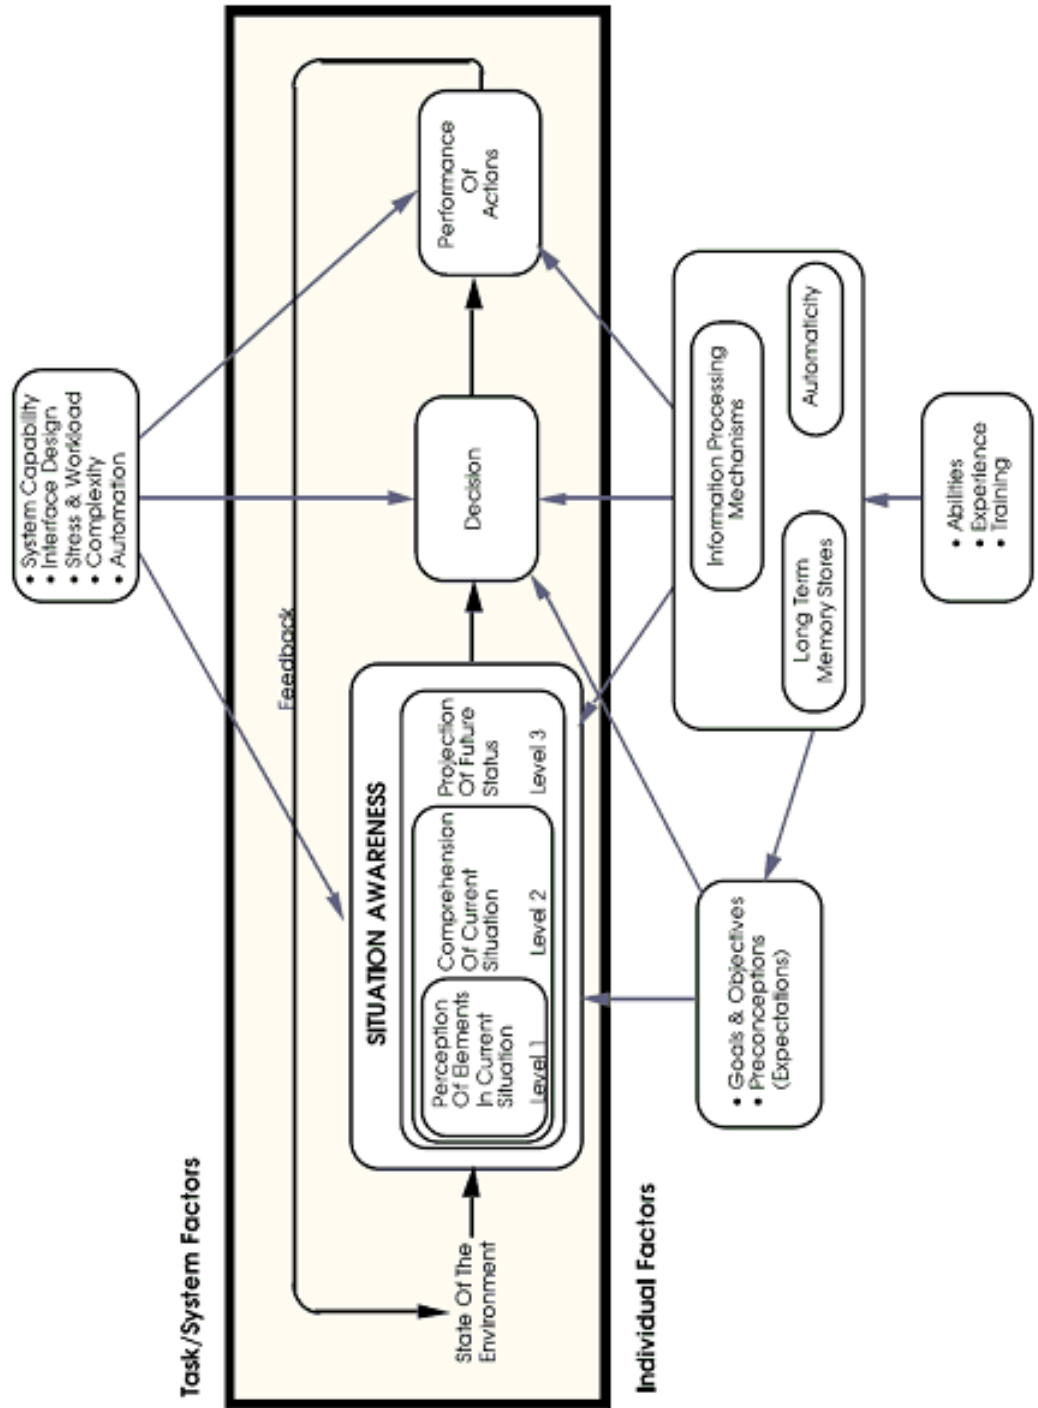 • System Capability
• Interface Design
• Stress & Workload
• Complexity
• Automation
Task/System Factors
Feedback
SITUATION AWARENESS
State Of The
Environment
Perception
Of Elements
In Current
Situation
Level 1
Comprehension
Of Current
Situation
Level 2
Projection
Of Future
Status
Level 3
Decision
Performance
Of
Actions
Individual Factors
• Goals & Objectives
• Preconceptions
(Expectations)
Information Processing
Mechanisms
Long Term
Memory Stores
Automaticity
• Abilities
• Experience
• Training